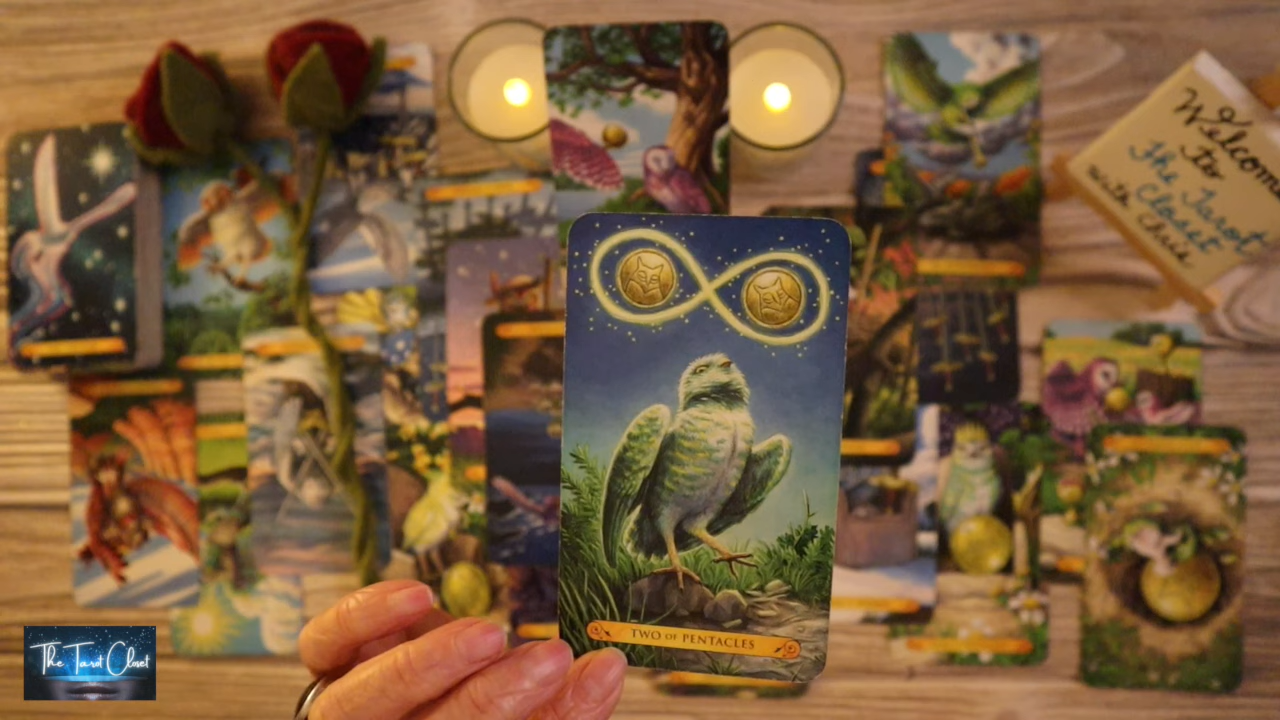 Welcome
to
The Tarot
Closet
with Chris
TWO OF PENTACLES
The Tarot Closet